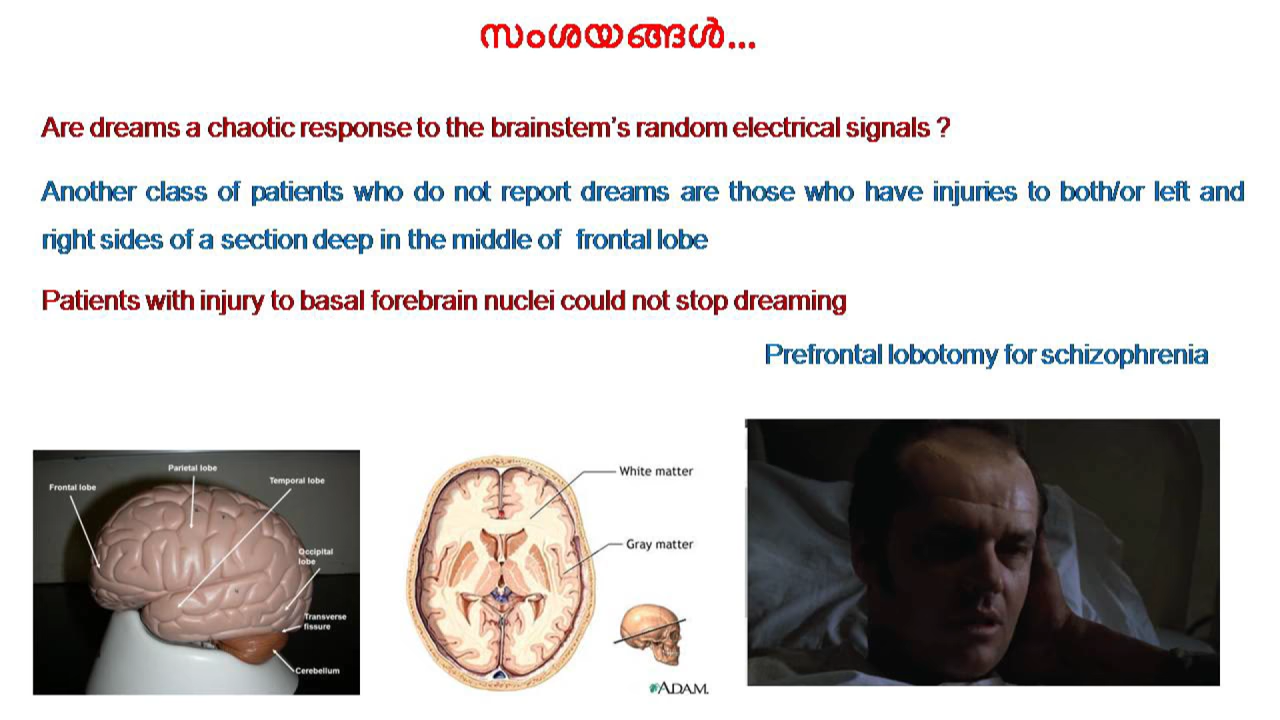 സംശയങ്ങൾ...
Are dreams a chaotic response to the brainstem's random electrical signals ?
Another class of patients who do not report dreams are those who have injuries to both/or left and
right sides of a section deep in the middle of frontal lobe
Patients with injury to basal forebrain nuclei could not stop dreaming
Prefrontal lobotomy for schizophrenia
Parietal lobe
Frontal lobe
Temporal lobe
Occipital
lobe
Transverse
fissure
Cerebellum
White matter
Gray matter
ADAM.